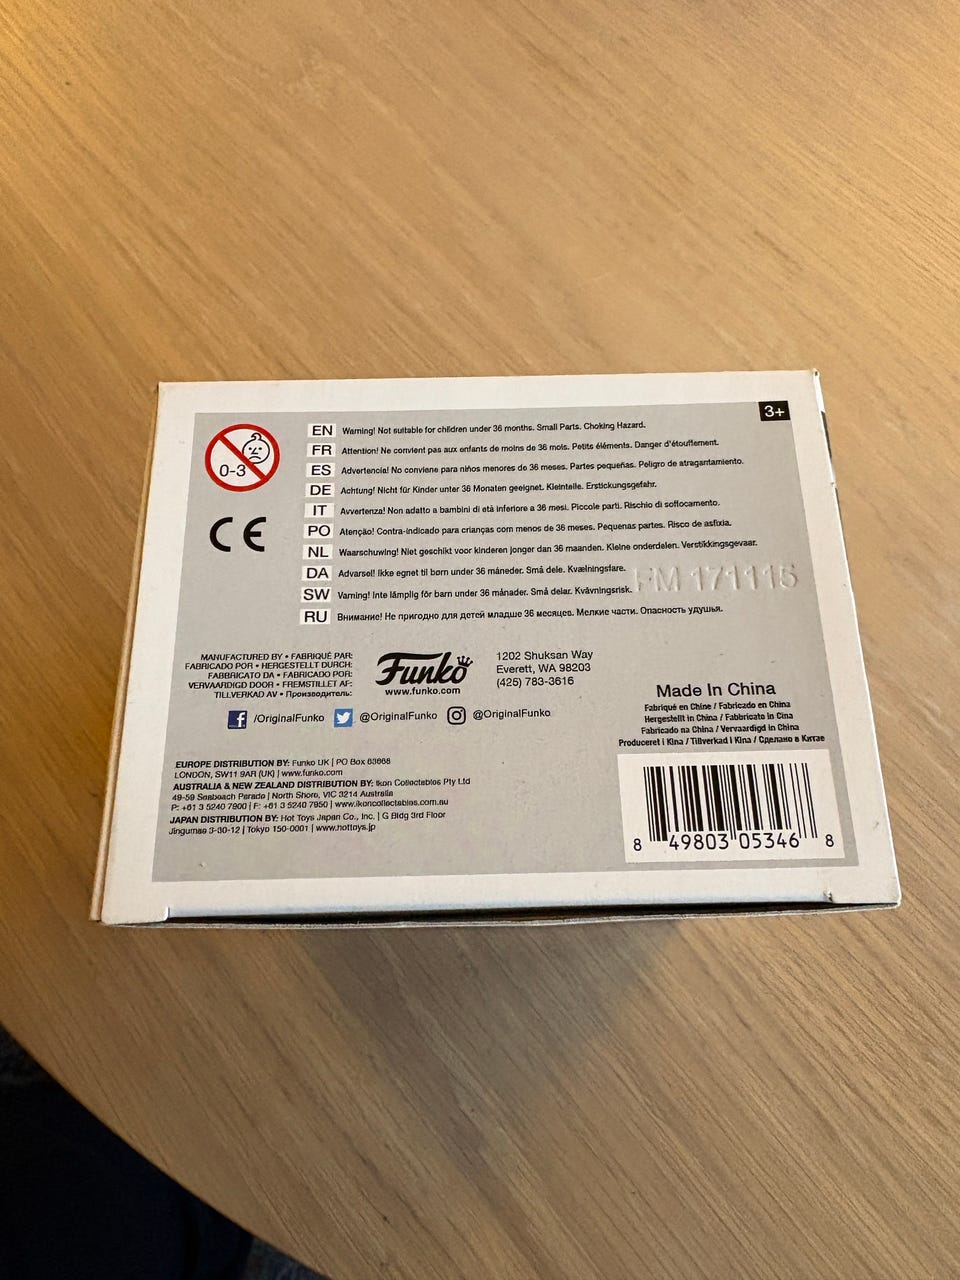 3+
0-3
EN Warning! Not suitable for children under 36 months. Small Parts. Choking Hazard.
FR Attention! Ne convient pas aux enfants de moins de 36 mois. Petits éléments. Danger d'étouffement.
ES Advertencia! No conviene para niños menores de 36 meses. Partes pequeñas. Peligro de atragantamiento.
DE Achtung! Nicht für Kinder unter 36 Monaten geeignet. Kleinteile. Erstickungsgefahr.
IT Avvertenza! Non adatto a bambini di età inferiore a 36 mesi. Piccole parti. Rischio di soffocamento.
PO Atenção! Contra-indicado para crianças com menos de 36 meses. Pequenas partes. Risco de asfixia.
NL Waarschuwing! Niet geschikt voor kinderen jonger dan 36 maanden. Kleine onderdelen. Verstikkingsgevaar.
DA Advarsel! Ikke egnet til børn under 36 måneder. Små dele. Kvælningsfare.
SW Varning! Inte lämplig för barn under 36 månader. Små delar. Kvävningsrisk.
RU Внимание! Не пригодно для детей младше 36 месяцев. Мелкие части. Опасность удушья.
CE
FM 171115
MANUFACTURED BY • FABRIQUÉ PAR:
FABRICADO POR • HERGESTELLT DURCH:
FABBRICATO DA • FABRICADO POR:
VERVAARDIGD DOOR • FREMSTILLET AF:
TILLVERKAD AV • Производитель:
Funko
www.funko.com
1202 Shuksan Way
Everett, WA 98203
(425) 783-3616
/OriginalFunko @OriginalFunko @OriginalFunko
Made In China
Fabriqué en Chine / Fabricado en China
Hergestellt in China / Fabbricato in Cina
Fabricado na China / Vervaardigd in China
Produceret i Kina / Tillverkad i Kina / Сделано в Китае
EUROPE DISTRIBUTION BY: Funko UK | PO Box 63866
LONDON, SW11 9AR (UK) | www.funko.com
AUSTRALIA & NEW ZEALAND DISTRIBUTION BY: Ikon Collectables Pty Ltd
49-59 Seabeach Parade | North Shore, VIC 3214 Australia
P: +61 3 5240 7900 | F: +61 3 5240 7950 | www.ikoncollectables.com.au
JAPAN DISTRIBUTION BY: Hot Toys Japan Co., Inc. | G Bldg 3rd Floor
Jingumae 3-30-12 | Tokyo 150-0001 | www.hottoys.jp
8 49803 05346 8